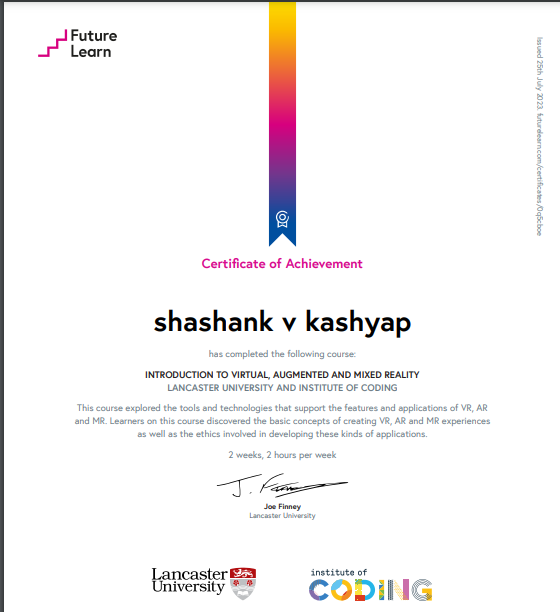 Future
Learn
Issued 25th July 2023. futurelearn.com/certificates/0q5cboe
Certificate of Achievement
shashank v kashyap
has completed the following course:
INTRODUCTION TO VIRTUAL, AUGMENTED AND MIXED REALITY
LANCASTER UNIVERSITY AND INSTITUTE OF CODING
This course explored the tools and technologies that support the features and applications of VR, AR
and MR. Learners on this course discovered the basic concepts of creating VR, AR and MR experiences
as well as the ethics involved in developing these kinds of applications.
2 weeks, 2 hours per week
Joe Finney
Lancaster University
Lancaster
University
institute of
CODING